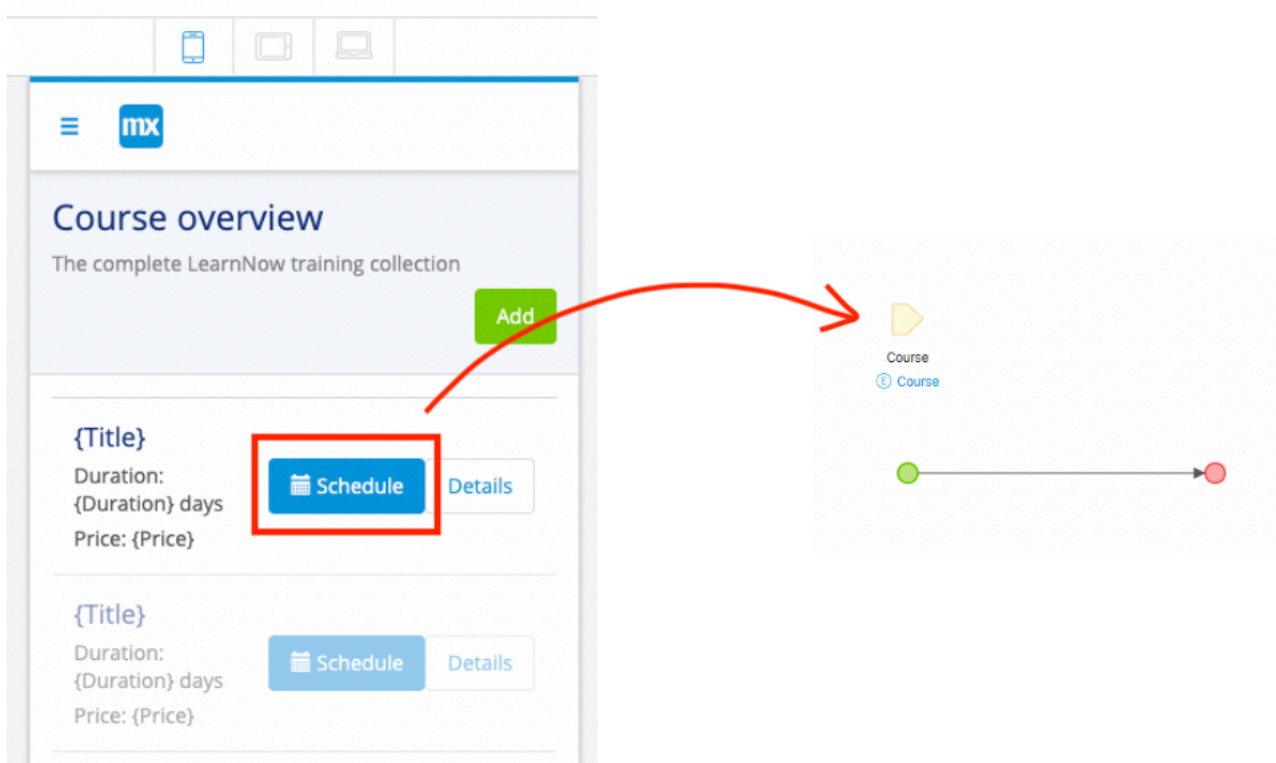 mx
Course overview
The complete LearnNow training collection
Add
{Title}
Duration:
{Duration} days
Price: {Price}
Schedule
Details
{Title}
Duration:
{Duration} days
Price: {Price}
Schedule
Details
Course
E Course